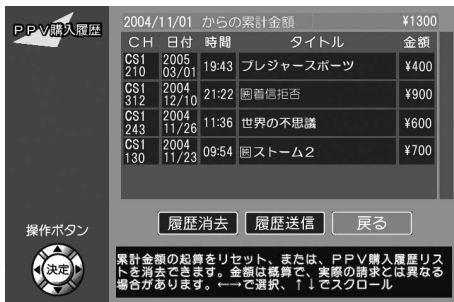 PPV購入履歴
2004/11/01 からの累計金額 ¥1300
CH 日付 時間 タイトル 金額
CS1 210 2005 03/01 19:43 プレジャースポーツ ¥400
CS1 312 2004 12/10 21:22 着信拒否 ¥900
CS1 243 2004 11/26 11:36 世界の不思議 ¥600
CS1 130 2004 11/23 09:54 ストーム2 ¥700
履歴消去 履歴送信 戻る
操作ボタン
決定
累計金額の起算をリセット、または、PPV購入履歴リス
トを消去できます。金額は概算で、実際の請求とは異なる
場合があります。←→で選択、↑↓でスクロール